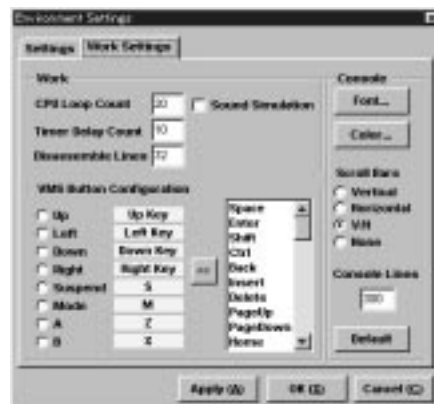 Environment Settings
Settings
Work Settings
Work
CPU Loop Count
20
Sound Simulation
Timer Delay Count
10
Disassemble Lines
VMS Button Configuration
Up
Up Key
Left
Left Key
Down
Down Key
Right
Right Key
Suspend
S
Mode
M
A
Z
B
X
<<
Space
Enter
Shift
Ctrl
Back
Insert
Delete
PageUp
PageDown
Home
Console
Font...
Color...
Scroll Bars
Vertical
Horizontal
V/H
None
Console Lines
300
Default
Apply (A)
OK (O)
Cancel (C)